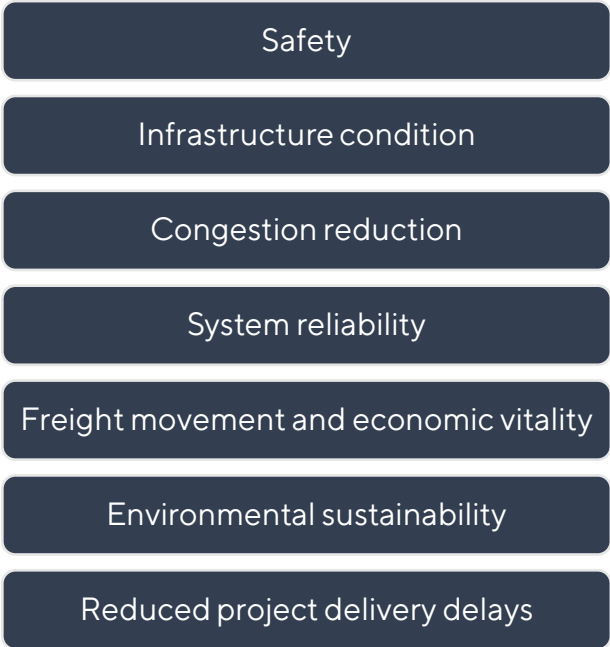 Safety
Infrastructure condition
Congestion reduction
System reliability
Freight movement and economic vitality
Environmental sustainability
Reduced project delivery delays